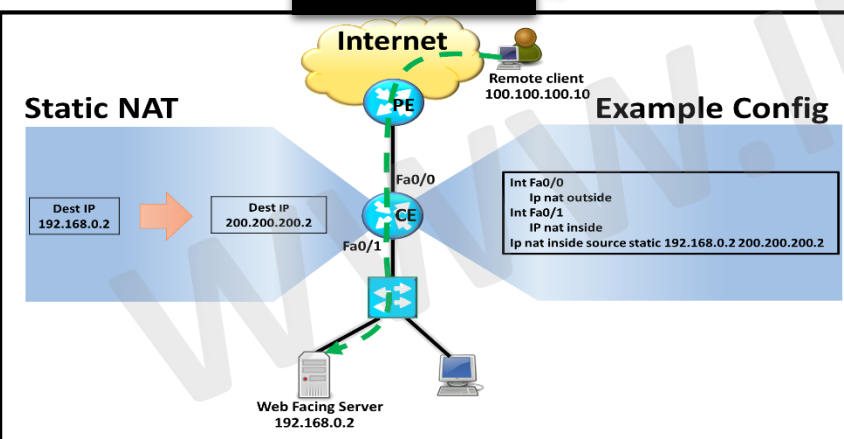 Internet
Remote client
100.100.100.10
PE
Static NAT
Example Config
Fa0/0
Dest IP
192.168.0.2
Dest IP
200.200.200.2
CE
Fa0/1
Int Fa0/0
Ip nat outside
Int Fa0/1
IP nat inside
Ip nat inside source static 192.168.0.2 200.200.200.2
Web Facing Server
192.168.0.2
WWW.I